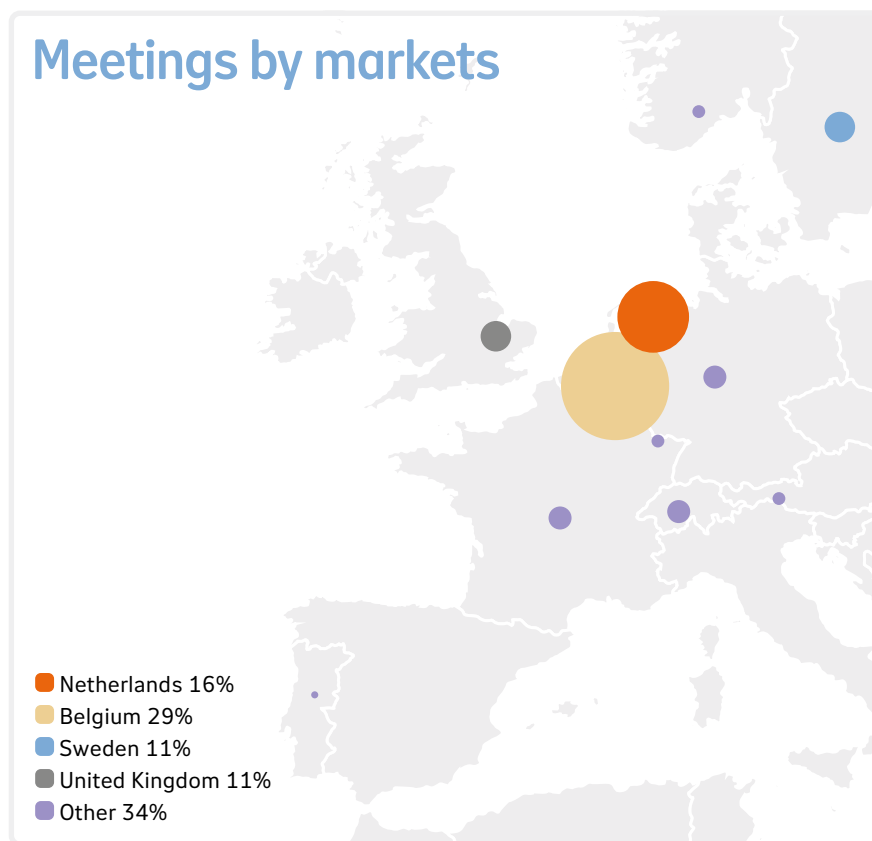 Meetings by markets
Netherlands 16%
Belgium 29%
Sweden 11%
United Kingdom 11%
Other 34%